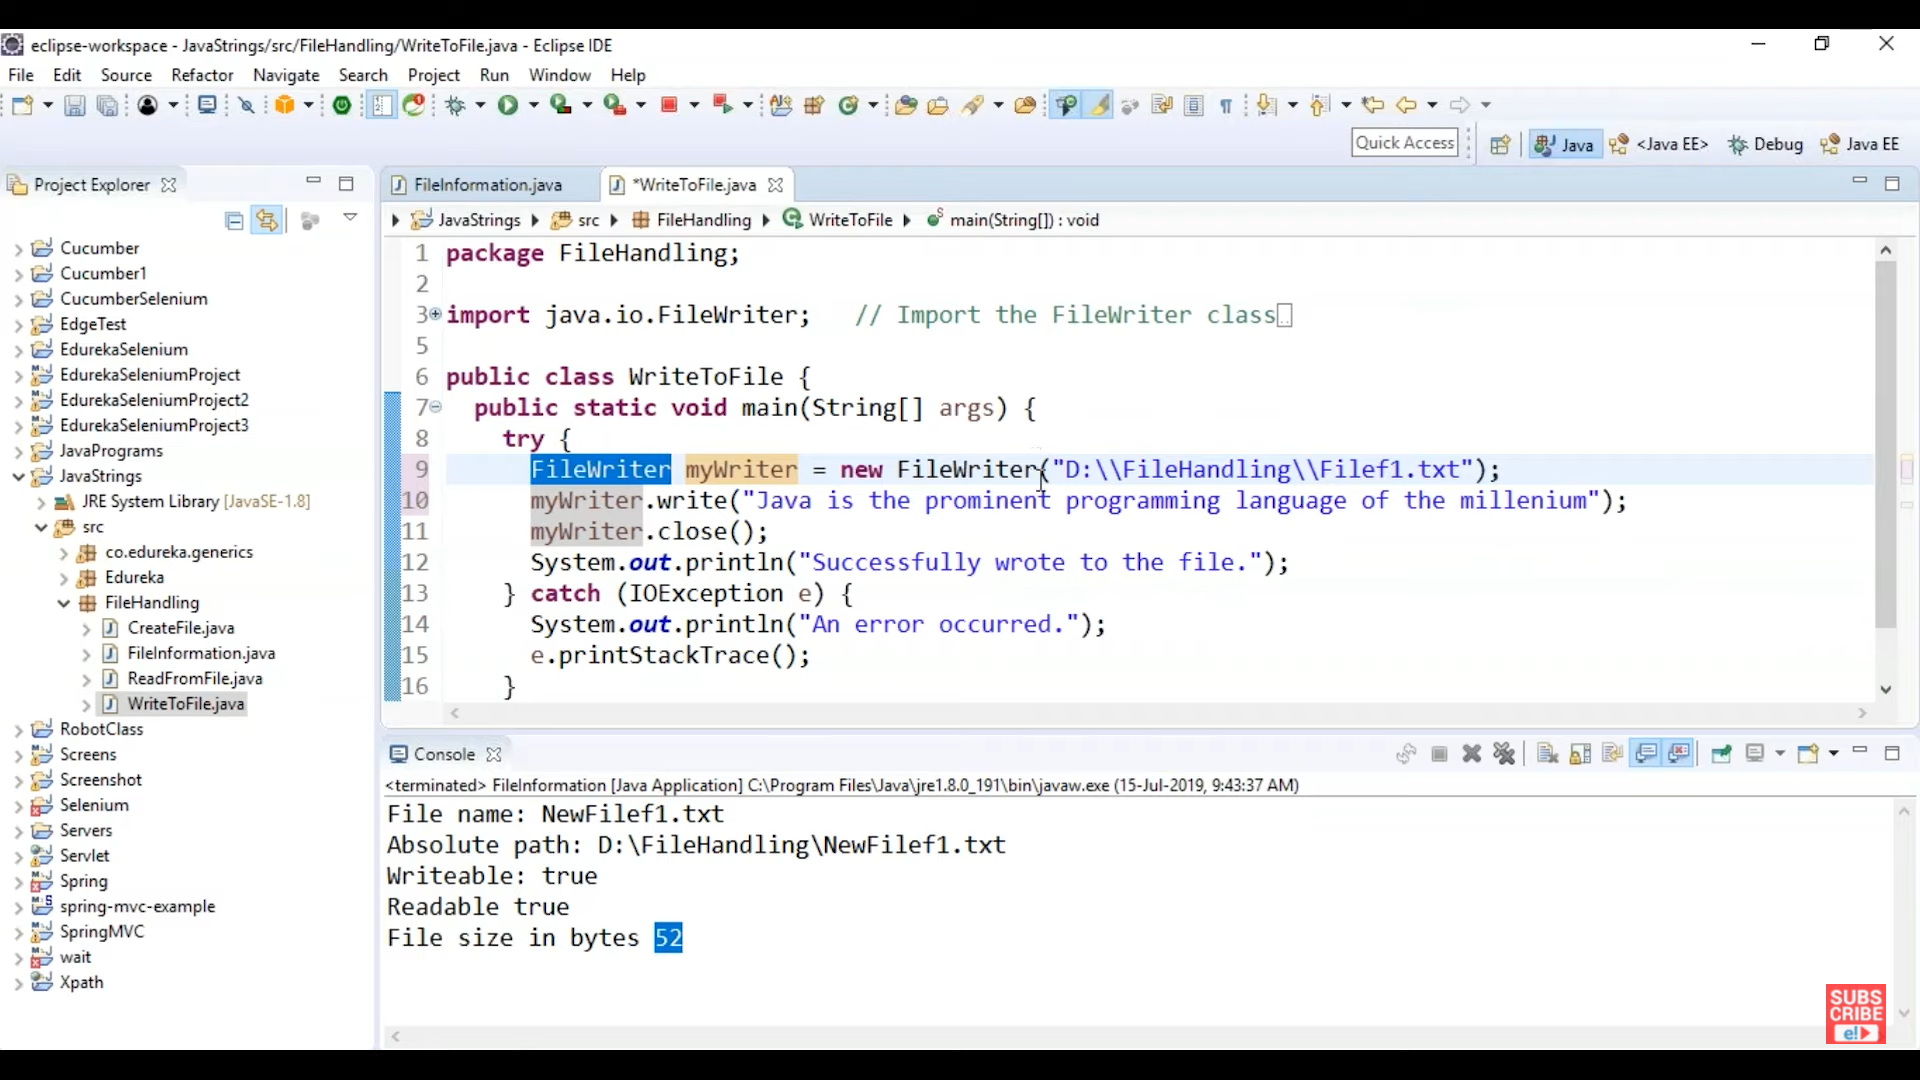 eclipse-workspace - JavaStrings/src/FileHandling/WriteToFile.java - Eclipse IDE
File Edit Source Refactor Navigate Search Project Run Window Help
Quick Access
Java
<Java EE>
Debug
Java EE
Project Explorer
Cucumber
Cucumber1
CucumberSelenium
EdgeTest
EdurekaSelenium
EdurekaSeleniumProject
EdurekaSeleniumProject2
EdurekaSeleniumProject3
JavaPrograms
JavaStrings
JRE System Library [JavaSE-1.8]
src
co.edureka.generics
Edureka
FileHandling
CreateFile.java
FileInformation.java
ReadFromFile.java
WriteToFile.java
RobotClass
Screens
Screenshot
Selenium
Servers
Servlet
Spring
spring-mvc-example
SpringMVC
wait
Xpath
FileInformation.java
*WriteToFile.java
JavaStrings src FileHandling WriteToFile main(String[]) : void
1 package FileHandling;
2
3 import java.io.FileWriter;   // Import the FileWriter class
5
6 public class WriteToFile {
7 public static void main(String[] args) {
8 try {
9 FileWriter myWriter = new FileWriter("D:\\FileHandling\\Filef1.txt");
10 myWriter.write("Java is the prominent programming language of the millenium");
11 myWriter.close();
12 System.out.println("Successfully wrote to the file.");
13 } catch (IOException e) {
14 System.out.println("An error occurred.");
15 e.printStackTrace();
16 }
Console
<terminated> FileInformation [Java Application] C:\Program Files\Java\jre1.8.0_191\bin\javaw.exe (15-Jul-2019, 9:43:37 AM)
File name: NewFilef1.txt
Absolute path: D:\FileHandling\NewFilef1.txt
Writeable: true
Readable true
File size in bytes 52
SUBS
CRIBE
e!